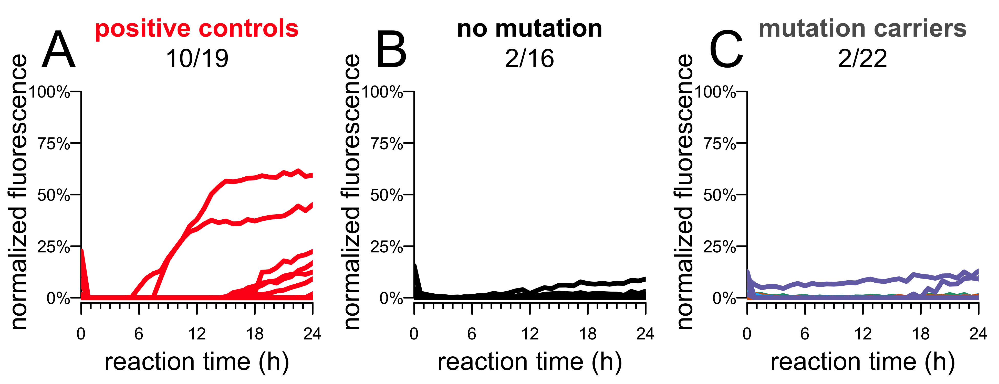 A
positive controls
10/19
normalized fluorescence
100%
75%
50%
25%
0%
0 6 12 18 24
reaction time (h)
B
no mutation
2/16
normalized fluorescence
100%
75%
50%
25%
0%
0 6 12 18 24
reaction time (h)
C
mutation carriers
2/22
normalized fluorescence
100%
75%
50%
25%
0%
0 6 12 18 24
reaction time (h)